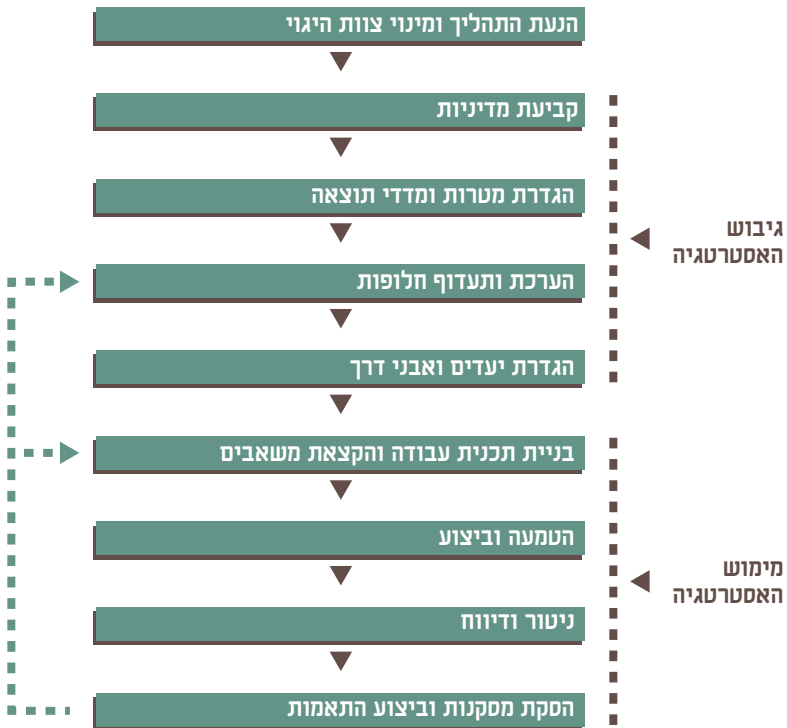 הנעת התהליך ומינוי צוות היגוי
קביעת מדיניות
הגדרת מטרות ומדדי תוצאה
הערכת ותעדוף חלופות
הגדרת יעדים ואבני דרך
גיבוש
האסטרטגיה
בניית תכנית עבודה והקצאת משאבים
הטמעה וביצוע
ניטור ודיווח
הסקת מסקנות וביצוע התאמות
מימוש
האסטרטגיה